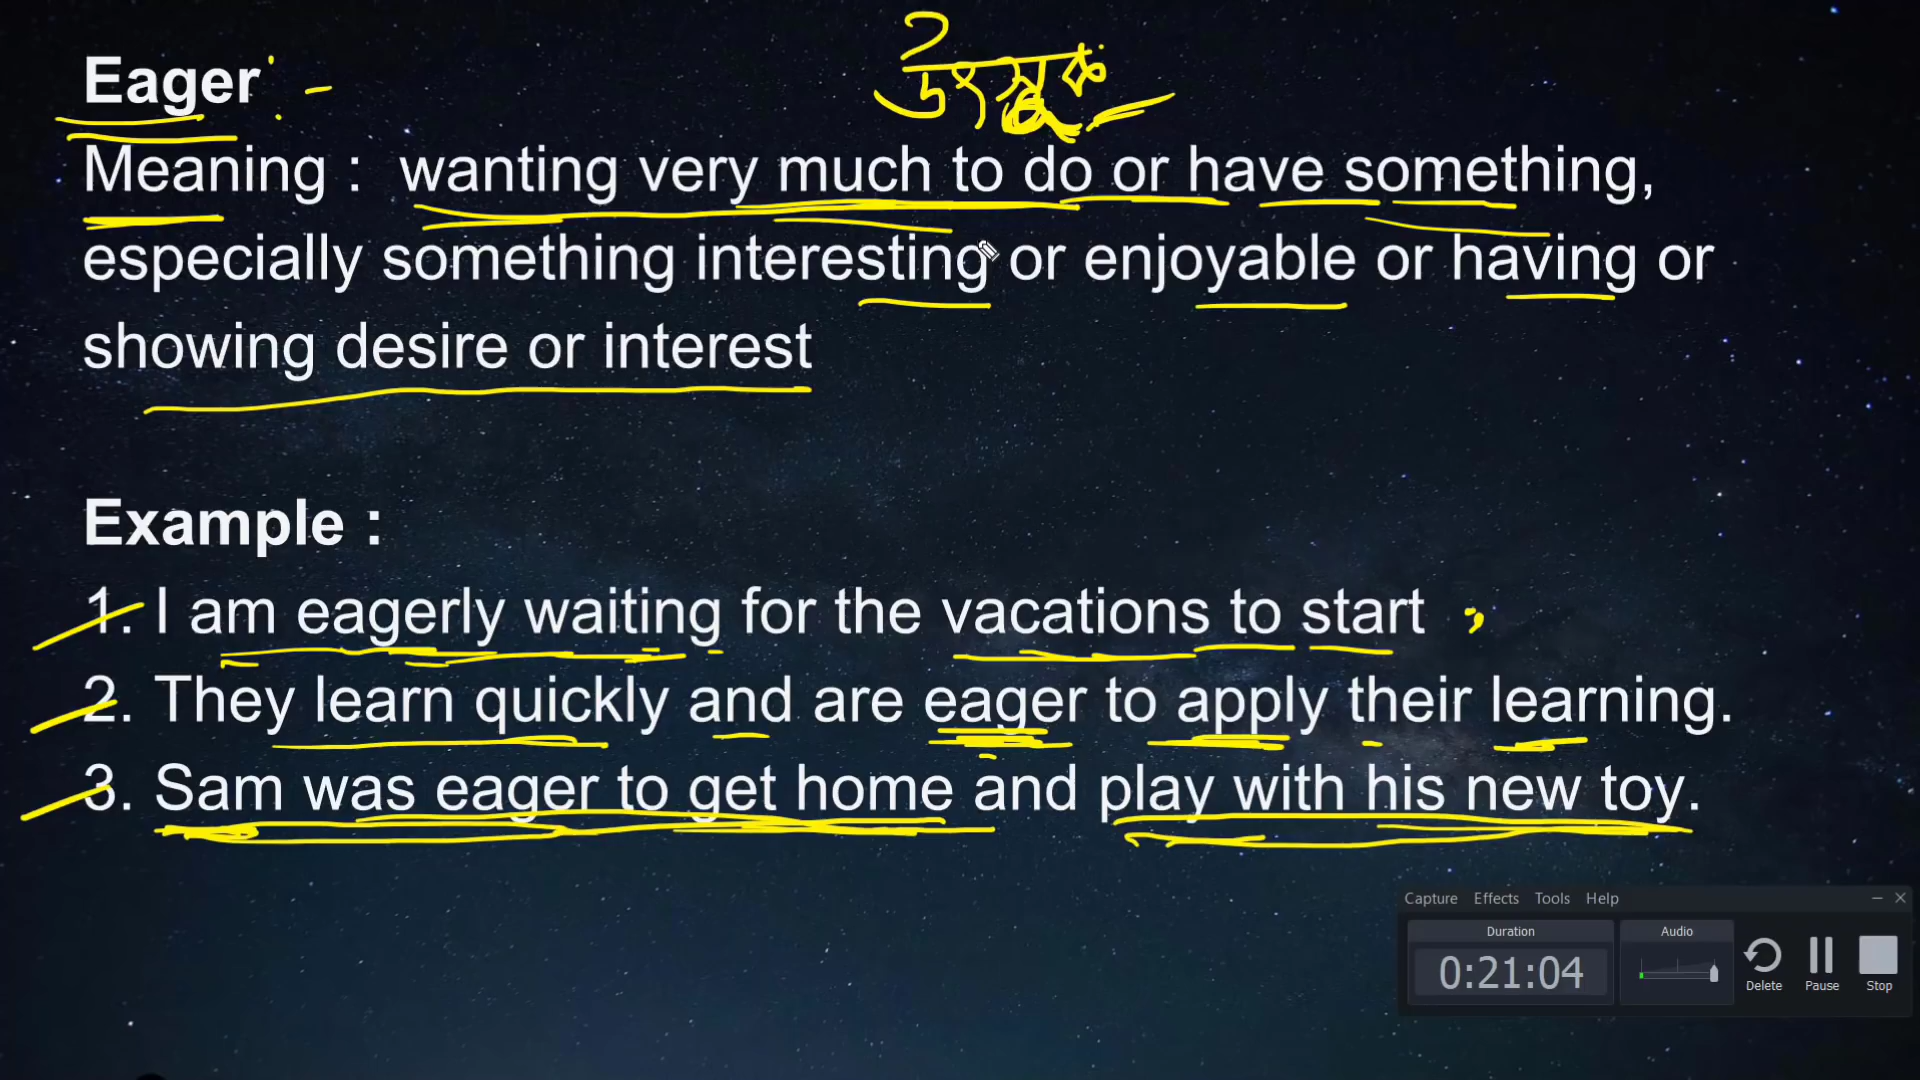 উৎসুক
Eager : -
Meaning : wanting very much to do or have something,
especially something interesting or enjoyable or having or
showing desire or interest
Example :
1. I am eagerly waiting for the vacations to start
2. They learn quickly and are eager to apply their learning.
3. Sam was eager to get home and play with his new toy.
Capture Effects Tools Help
Duration Audio
0:21:04
Delete Pause Stop